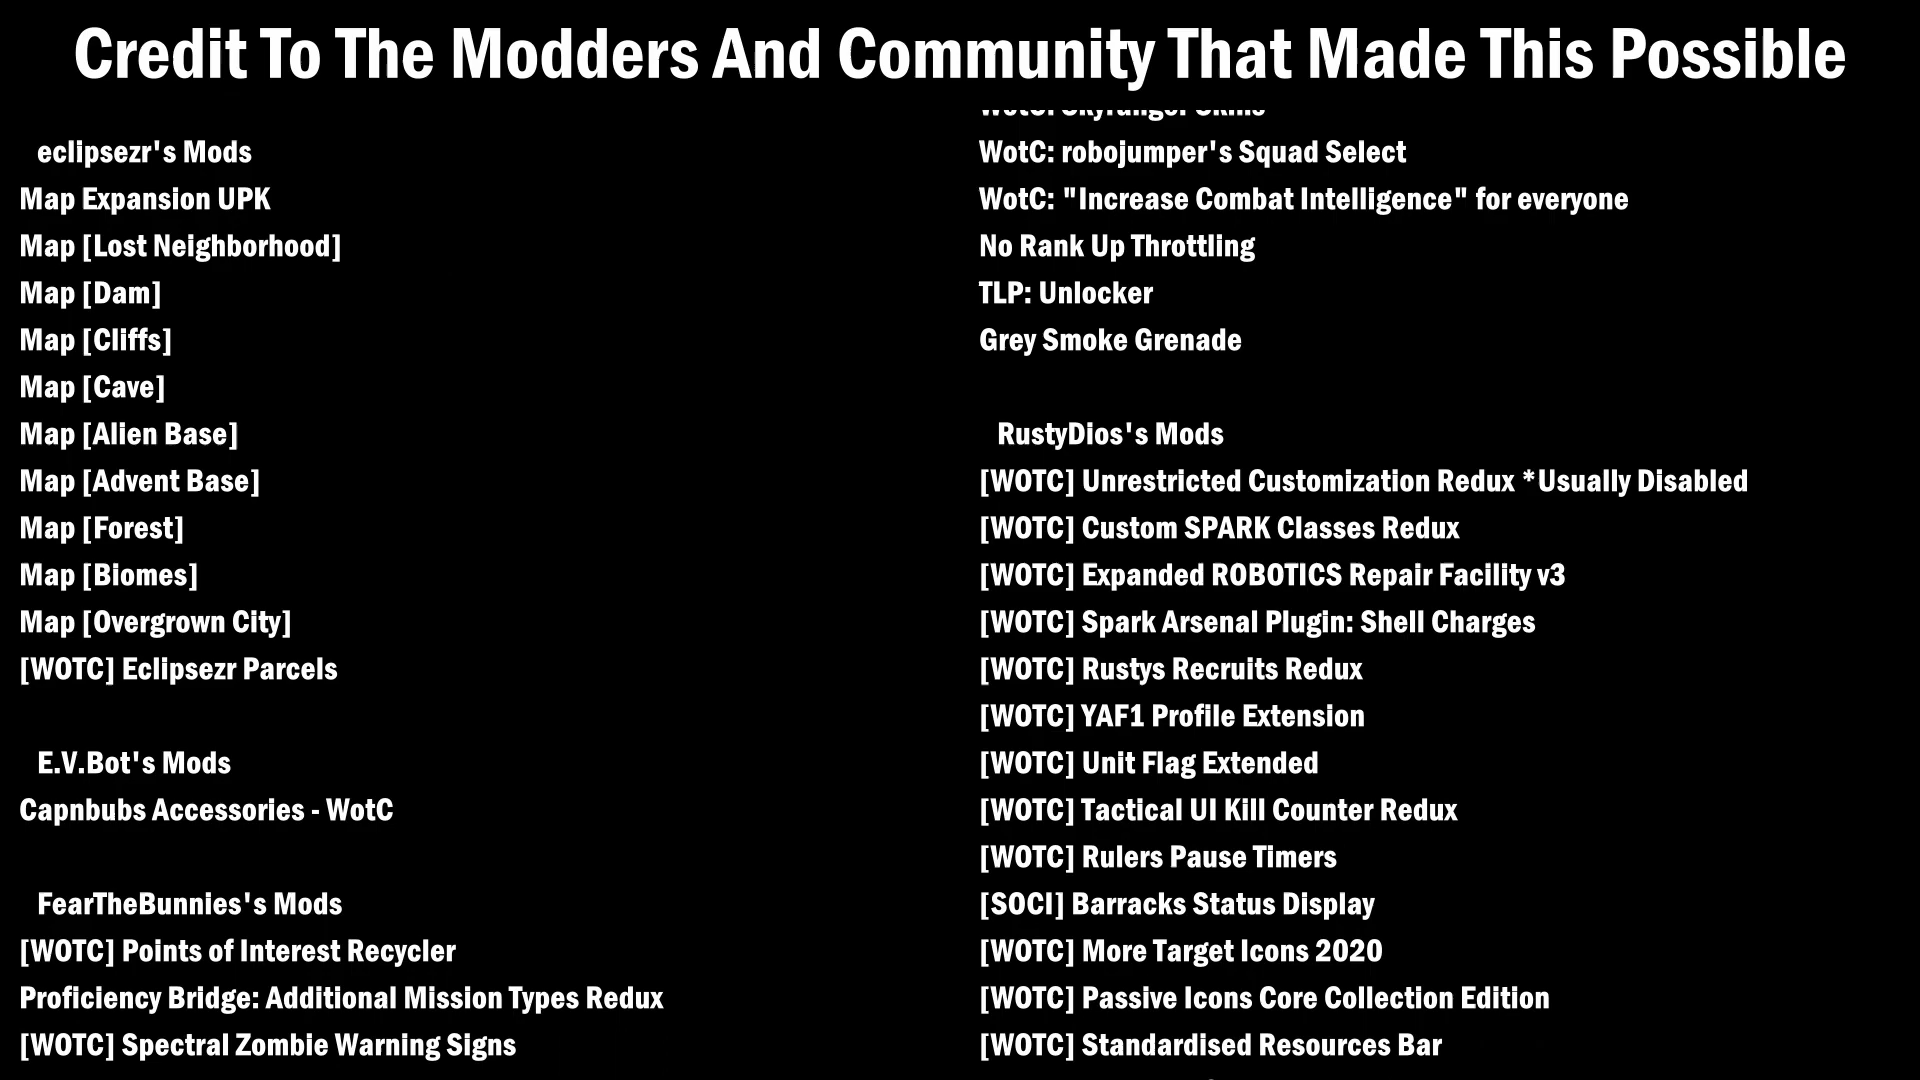 Credit To The Modders And Community That Made This Possible
eclipsezr's Mods
Map Expansion UPK
Map [Lost Neighborhood]
Map [Dam]
Map [Cliffs]
Map [Cave]
Map [Alien Base]
Map [Advent Base]
Map [Forest]
Map [Biomes]
Map [Overgrown City]
[WOTC] Eclipsezr Parcels
E.V.Bot's Mods
Capnbubs Accessories - WotC
FearTheBunnies's Mods
[WOTC] Points of Interest Recycler
Proficiency Bridge: Additional Mission Types Redux
[WOTC] Spectral Zombie Warning Signs
WotC: robojumper's Squad Select
WotC: "Increase Combat Intelligence" for everyone
No Rank Up Throttling
TLP: Unlocker
Grey Smoke Grenade
RustyDios's Mods
[WOTC] Unrestricted Customization Redux *Usually Disabled
[WOTC] Custom SPARK Classes Redux
[WOTC] Expanded ROBOTICS Repair Facility v3
[WOTC] Spark Arsenal Plugin: Shell Charges
[WOTC] Rustys Recruits Redux
[WOTC] YAF1 Profile Extension
[WOTC] Unit Flag Extended
[WOTC] Tactical UI Kill Counter Redux
[WOTC] Rulers Pause Timers
[SOCI] Barracks Status Display
[WOTC] More Target Icons 2020
[WOTC] Passive Icons Core Collection Edition
[WOTC] Standardised Resources Bar